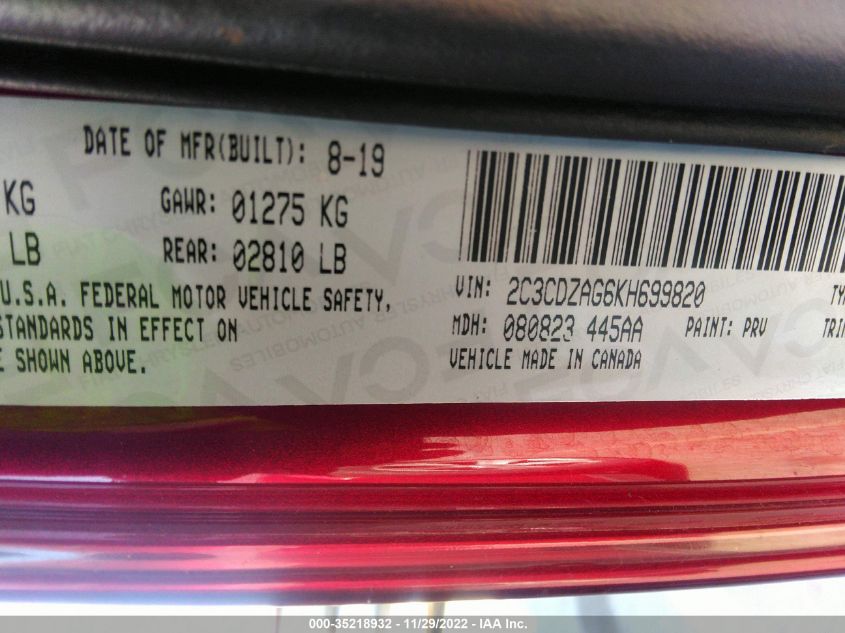 DATE OF MFR(BUILT): 8-19
KG GAWR: 01275 KG
LB REAR: 02810 LB
U.S.A. FEDERAL MOTOR VEHICLE SAFETY,
STANDARDS IN EFFECT ON
E SHOWN ABOVE.
VIN: 2C3CDZAG6KH699820 TY
MDH: 080823 445AA PAINT: PRV TRI
VEHICLE MADE IN CANADA
000-35218932 - 11/29/2022 - IAA Inc.